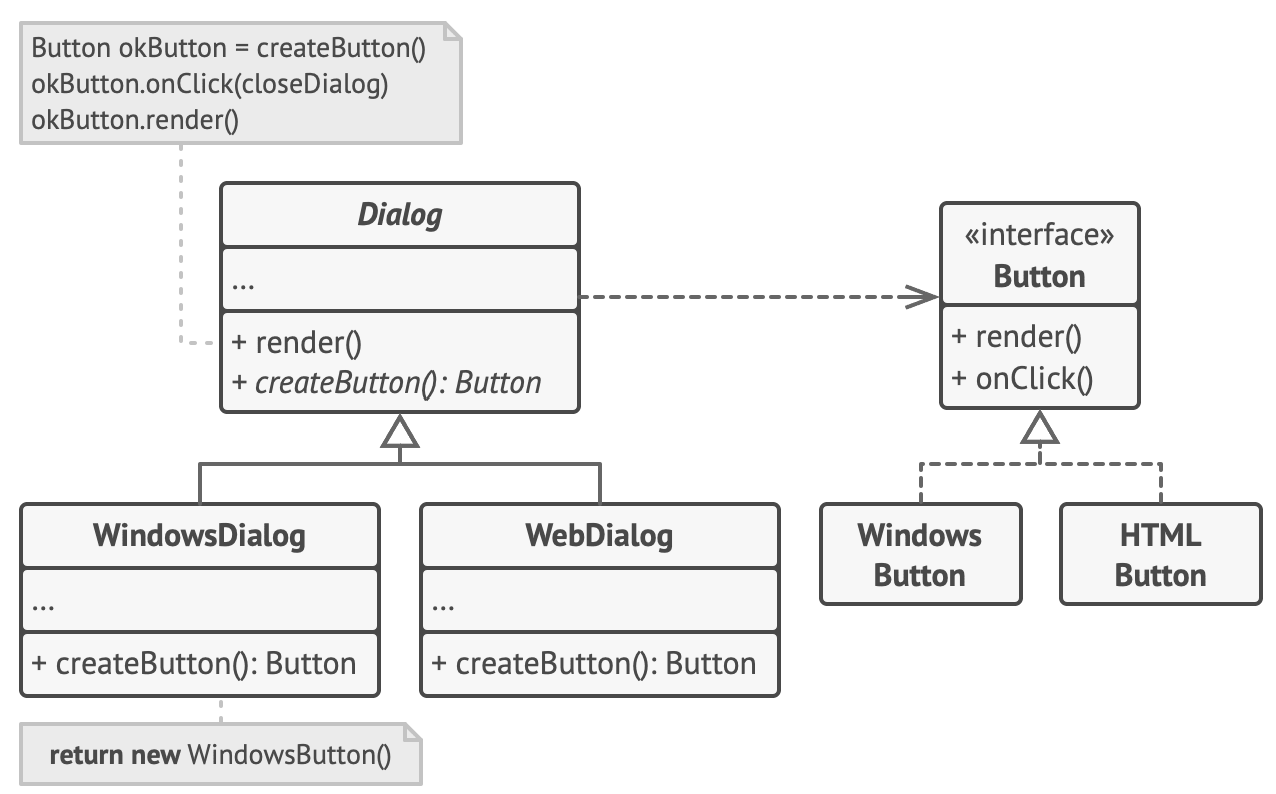 Button okButton = createButton()
okButton.onClick(closeDialog)
okButton.render()
Dialog
...
+ render()
+ createButton(): Button
«interface»
Button
+ render()
+ onClick()
WindowsDialog
...
+ createButton(): Button
WebDialog
...
+ createButton(): Button
Windows
Button
HTML
Button
return new WindowsButton()